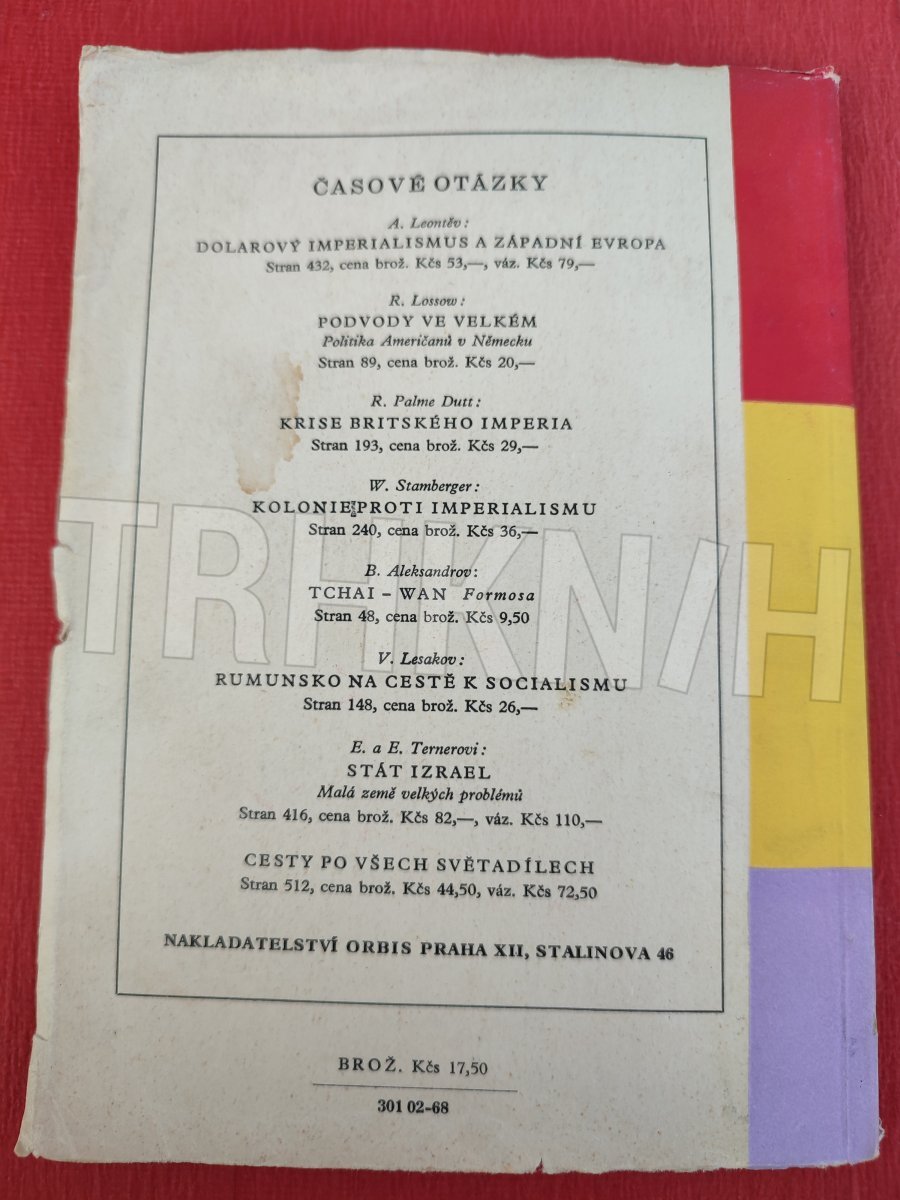 ČASOVÉ OTÁZKY
A. Leontěv:
DOLAROVÝ IMPERIALISMUS A ZÁPADNÍ EVROPA
Stran 432, cena brož. Kčs 53,—, váz. Kčs 79,—
R. Lossow:
PODVODY VE VELKÉM
Politika Američanů v Německu
Stran 89, cena brož. Kčs 20,—
R. Palme Dutt:
KRISE BRITSKÉHO IMPERIA
Stran 193, cena brož. Kčs 29,—
W. Stamberger:
KOLONIE PROTI IMPERIALISMU
Stran 240, cena brož. Kčs 36,—
B. Aleksandrov:
TCHAI – WAN Formosa
Stran 48, cena brož. Kčs 9,50
V. Lesakov:
RUMUNSKO NA CESTĚ K SOCIALISMU
Stran 148, cena brož. Kčs 26,—
E. a E. Ternerovi:
STÁT IZRAEL
Malá země velkých problémů
Stran 416, cena brož. Kčs 82,—, váz. Kčs 110,—
CESTY PO VŠECH SVĚTADÍLECH
Stran 512, cena brož. Kčs 44,50, váz. Kčs 72,50
NAKLADATELSTVÍ ORBIS PRAHA XII, STALINOVA 46
BROŽ. Kčs 17,50
301 02-68
TRHKNIH